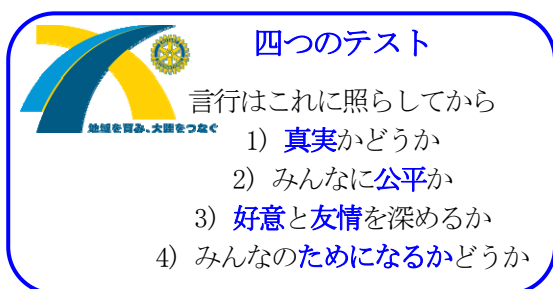 四つのテスト
言行はこれに照らしてから
地域を育み、大陸をつなぐ
1) 真実かどうか
2) みんなに公平か
3) 好意と友情を深めるか
4) みんなのためになるかどうか